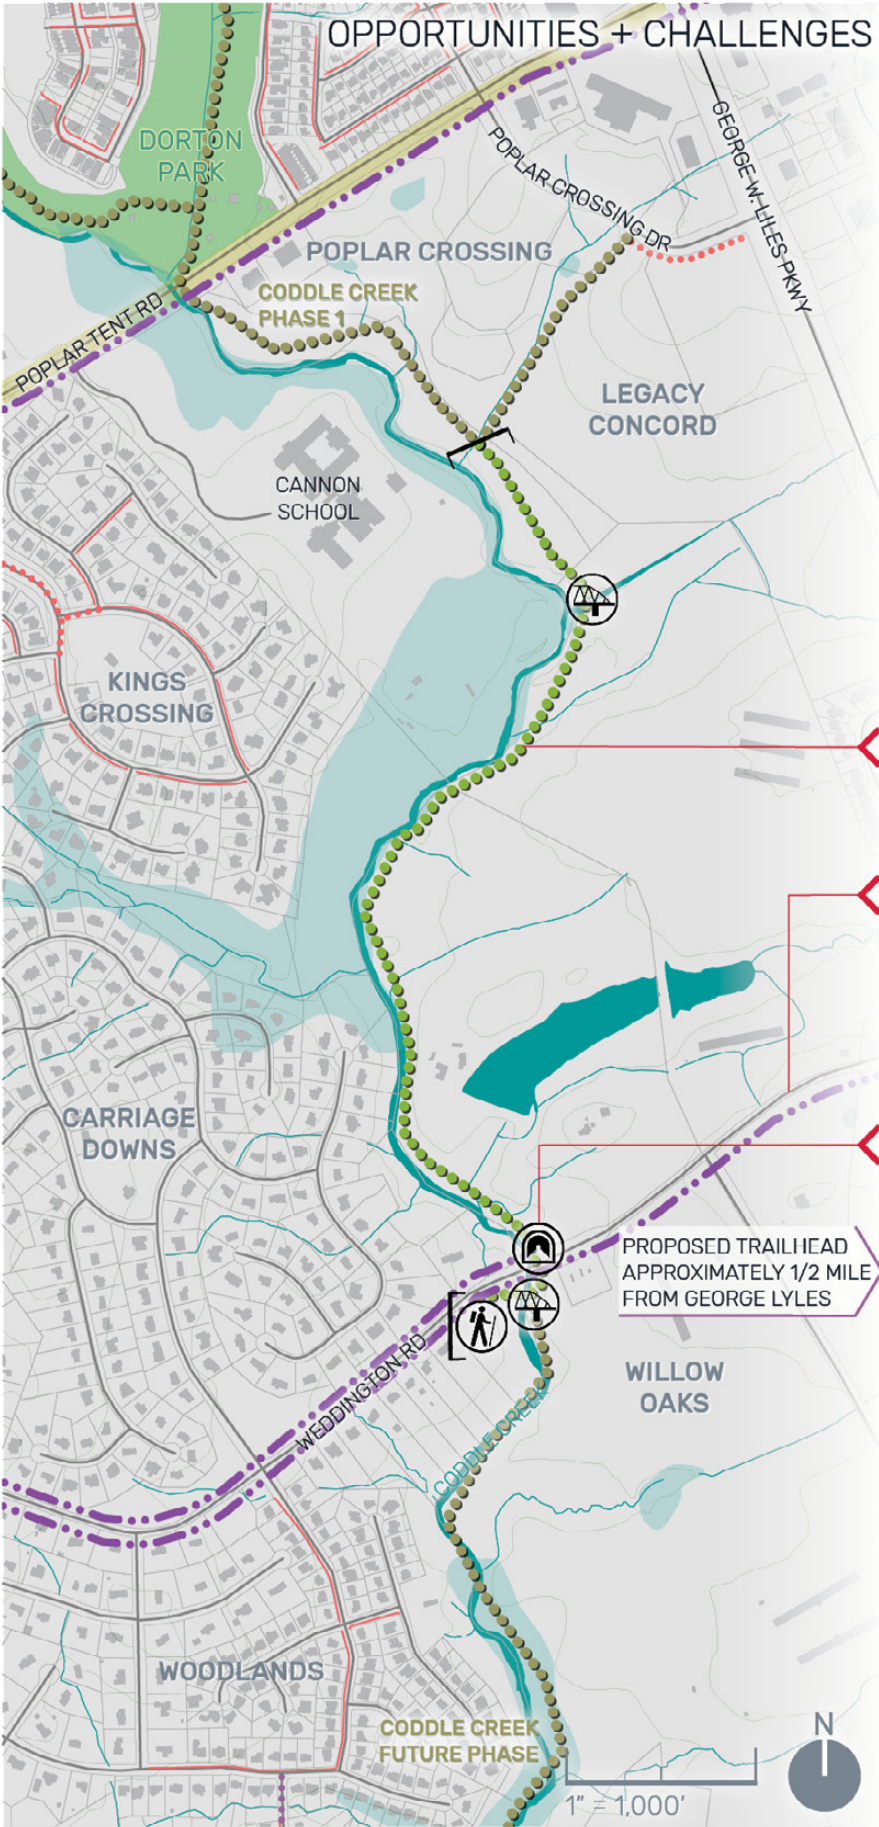 OPPORTUNITIES + CHALLENGES
DORTON
PARK
POPLAR CROSSING DR
GEORGE W. LILES PKWY
POPLAR CROSSING
CODDLE CREEK
PHASE 1
POPLAR TENT RD
LEGACY
CONCORD
CANNON
SCHOOL
KINGS
CROSSING
CARRIAGE
DOWNS
PROPOSED TRAILHEAD
APPROXIMATELY 1/2 MILE
FROM GEORGE LYLES
WEDDINGTON RD
WILLOW
OAKS
CODDLE CREEK
WOODLANDS
CODDLE CREEK
FUTURE PHASE
N
1" = 1,000'